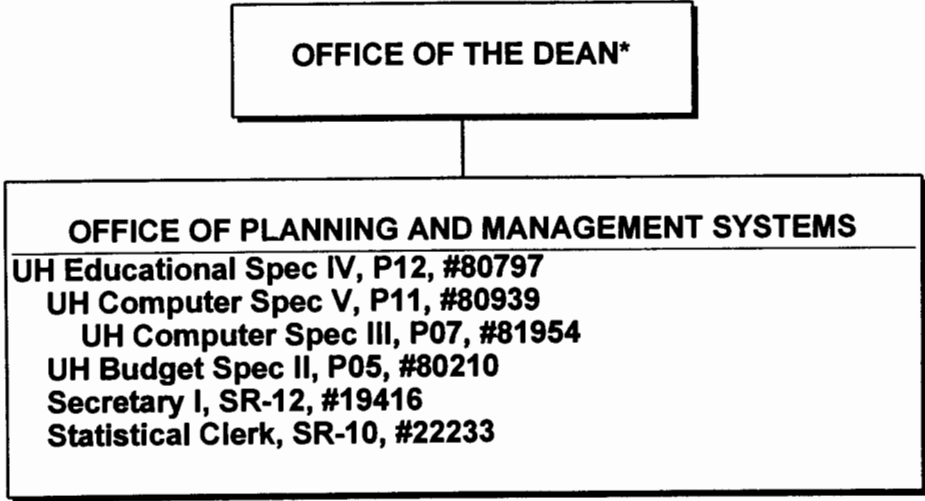 OFFICE OF THE DEAN*
OFFICE OF PLANNING AND MANAGEMENT SYSTEMS
UH Educational Spec IV, P12, #80797
UH Computer Spec V, P11, #80939
UH Computer Spec III, P07, #81954
UH Budget Spec II, P05, #80210
Secretary I, SR-12, #19416
Statistical Clerk, SR-10, #22233